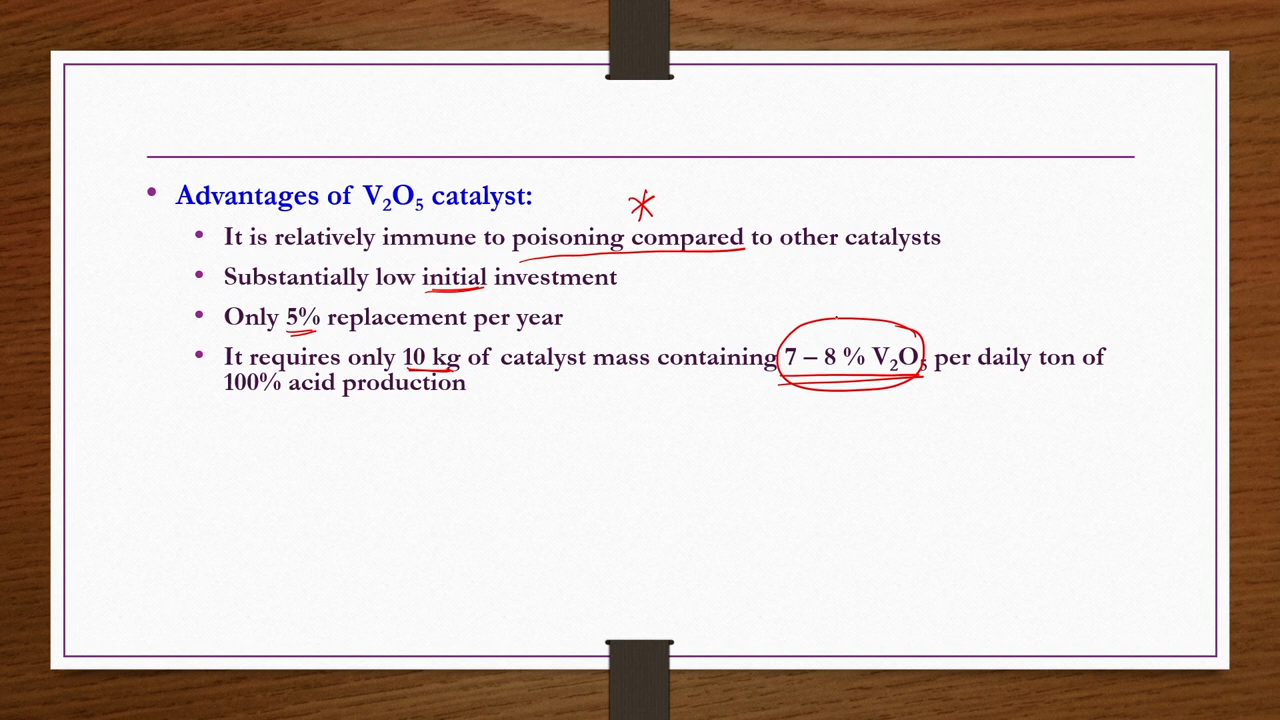 Advantages of V₂O₅ catalyst:
It is relatively immune to poisoning compared to other catalysts
Substantially low initial investment
Only 5% replacement per year
It requires only 10 kg of catalyst mass containing 7 – 8 % V₂O₅ per daily ton of
100% acid production